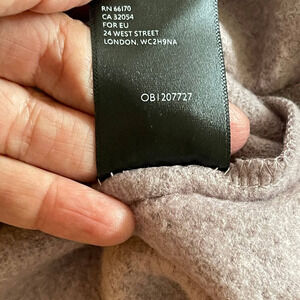 RN 66170
CA 32054
FOR EU
24 WEST STREET
LONDON, WC2H9NA
OB1207727